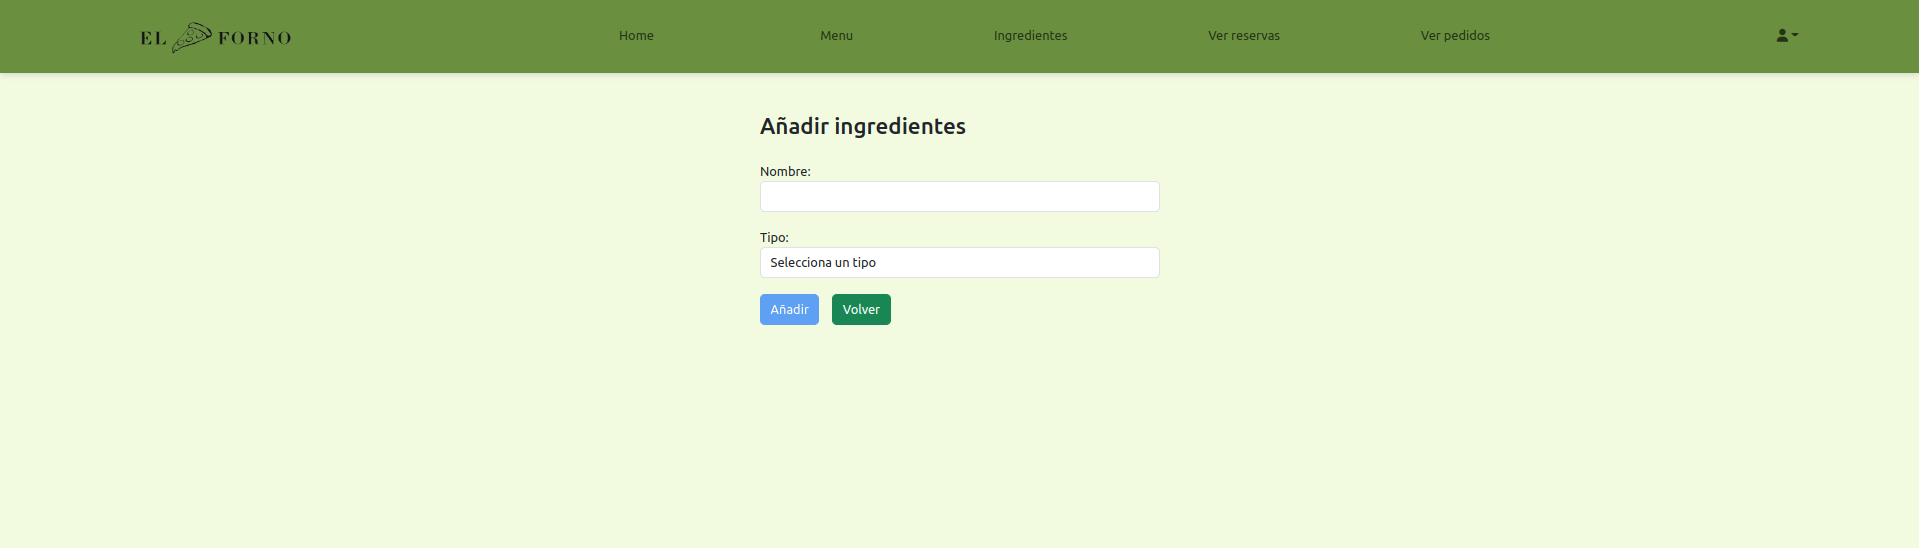 EL FORNO
Home
Menu
Ingredientes
Ver reservas
Ver pedidos
Añadir ingredientes
Nombre:
Tipo:
Selecciona un tipo
Añadir
Volver